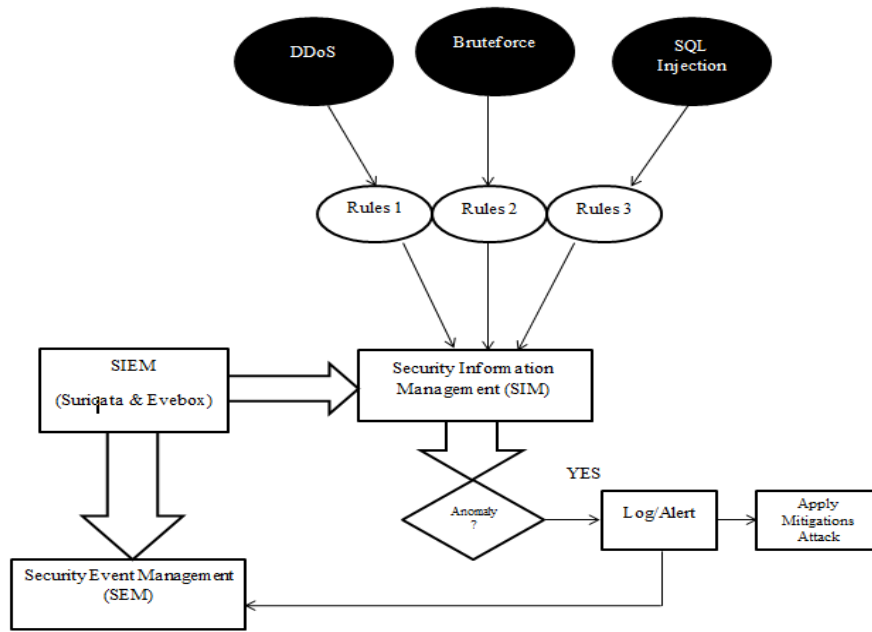 DDoS
Bruteforce
SQL
Injection
Rules 1
Rules 2
Rules 3
SIEM
(Suriqata & Evebox)
Security Information
Management (SIM)
YES
Anomaly
?
Log/Alert
Apply
Mitigations
Attack
Security Event Management
(SEM)